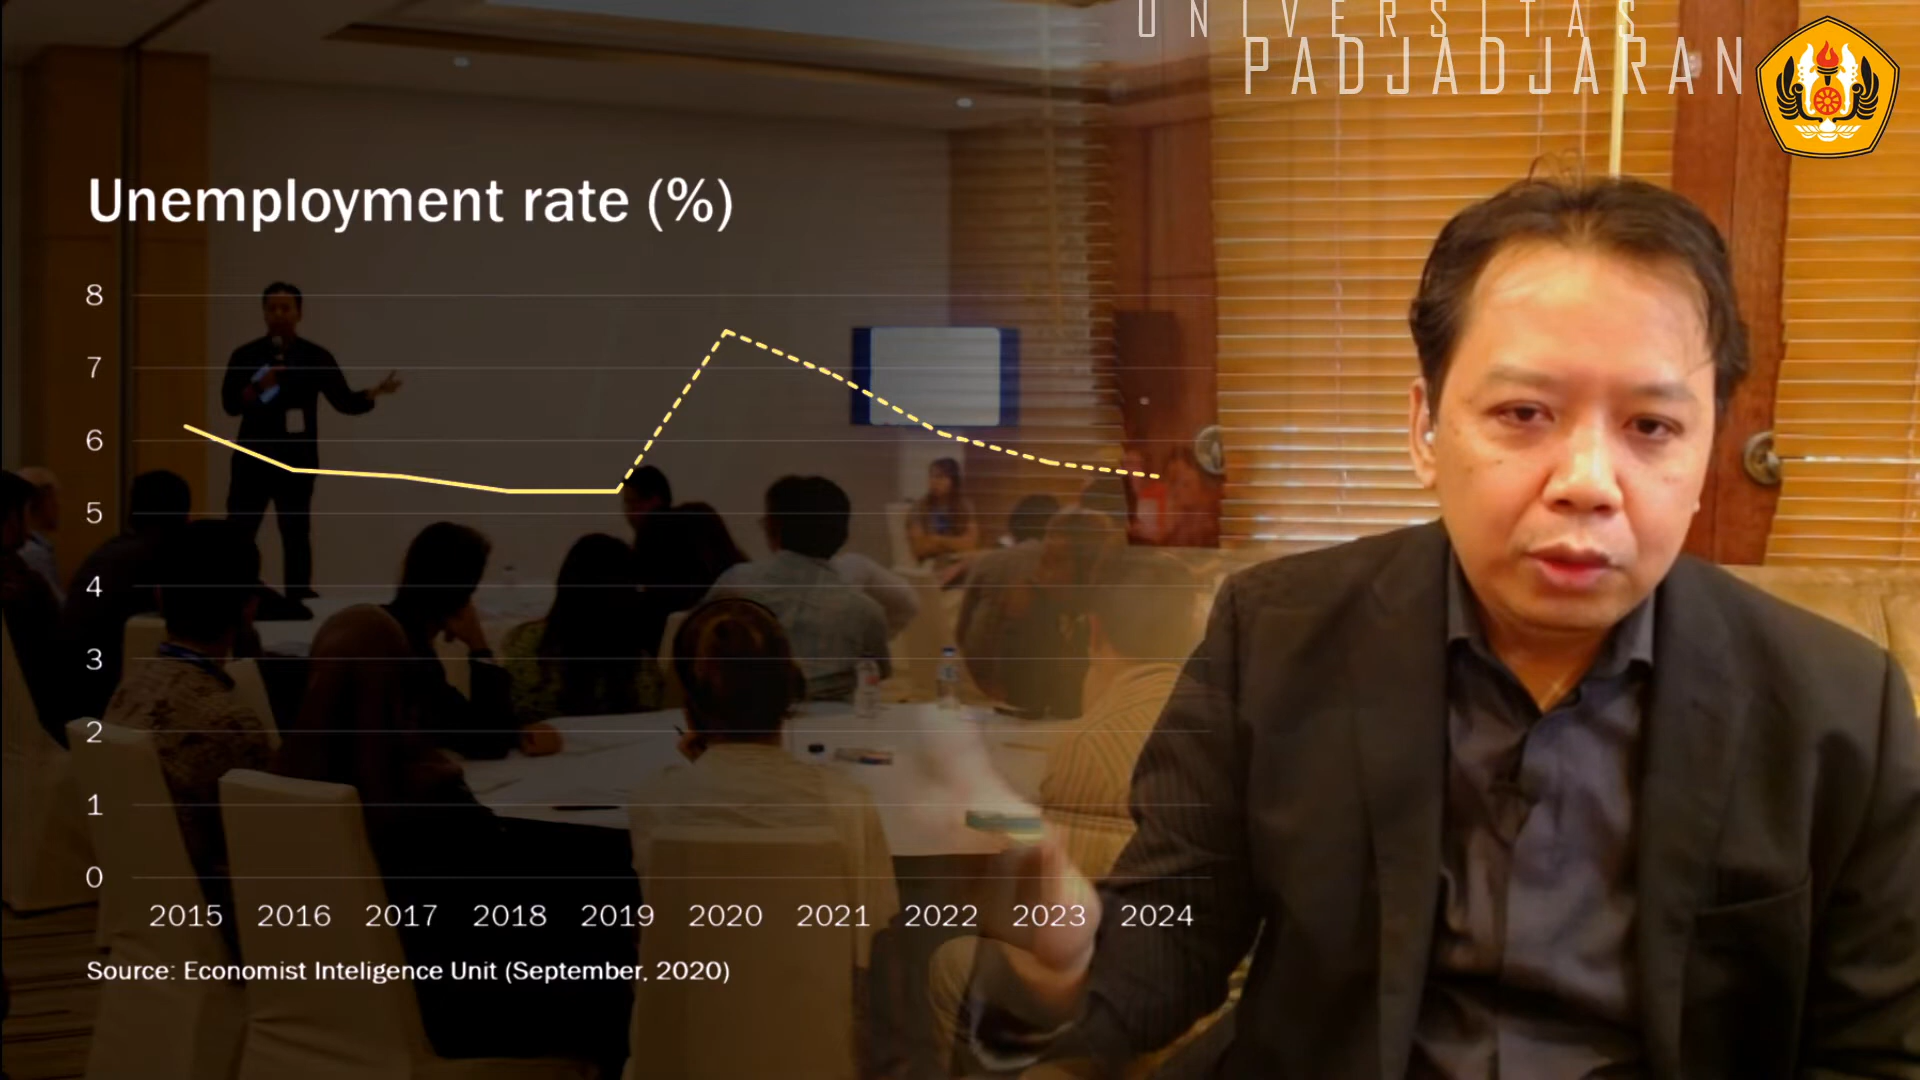 UNIVERSITAS
PADJADJARAN
Unemployment rate (%)
8
7
6
5
4
3
2
1
0
2015 2016 2017 2018 2019 2020 2021 2022 2023 2024
Source: Economist Inteligence Unit (September, 2020)